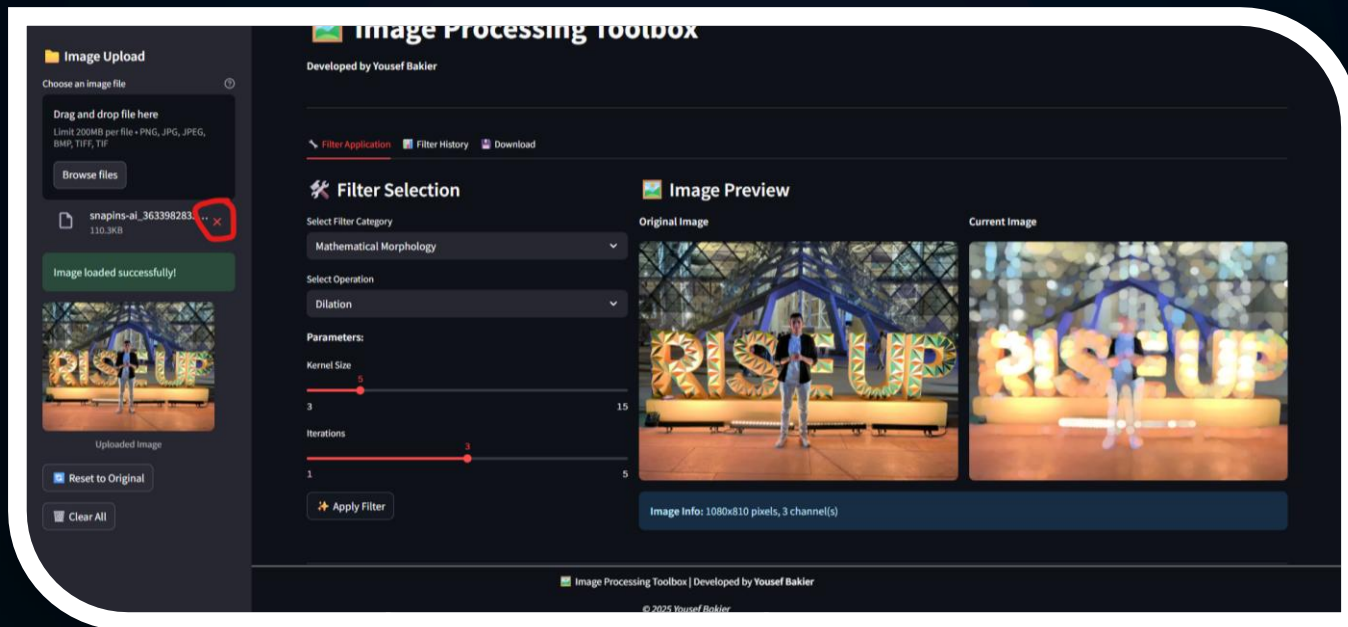 Image Processing Toolbox
Developed by Yousef Bakier
Image Upload
Choose an image file
Drag and drop file here
Limit 200MB per file • PNG, JPG, JPEG,
BMP, TIFF, TIF
Browse files
snapins-ai_363398283...
110.3KB
Image loaded successfully!
RISEUP
Uploaded Image
Reset to Original
Clear All
Filter Application
Filter History
Download
Filter Selection
Select Filter Category
Mathematical Morphology
Select Operation
Dilation
Parameters:
Kernel Size
5
3
15
Iterations
3
1
5
Apply Filter
Image Preview
Original Image
Current Image
RISEUP
RISEUP
Image Info: 1080x810 pixels, 3 channel(s)
Image Processing Toolbox | Developed by Yousef Bakier
© 2025 Yousef Bakier